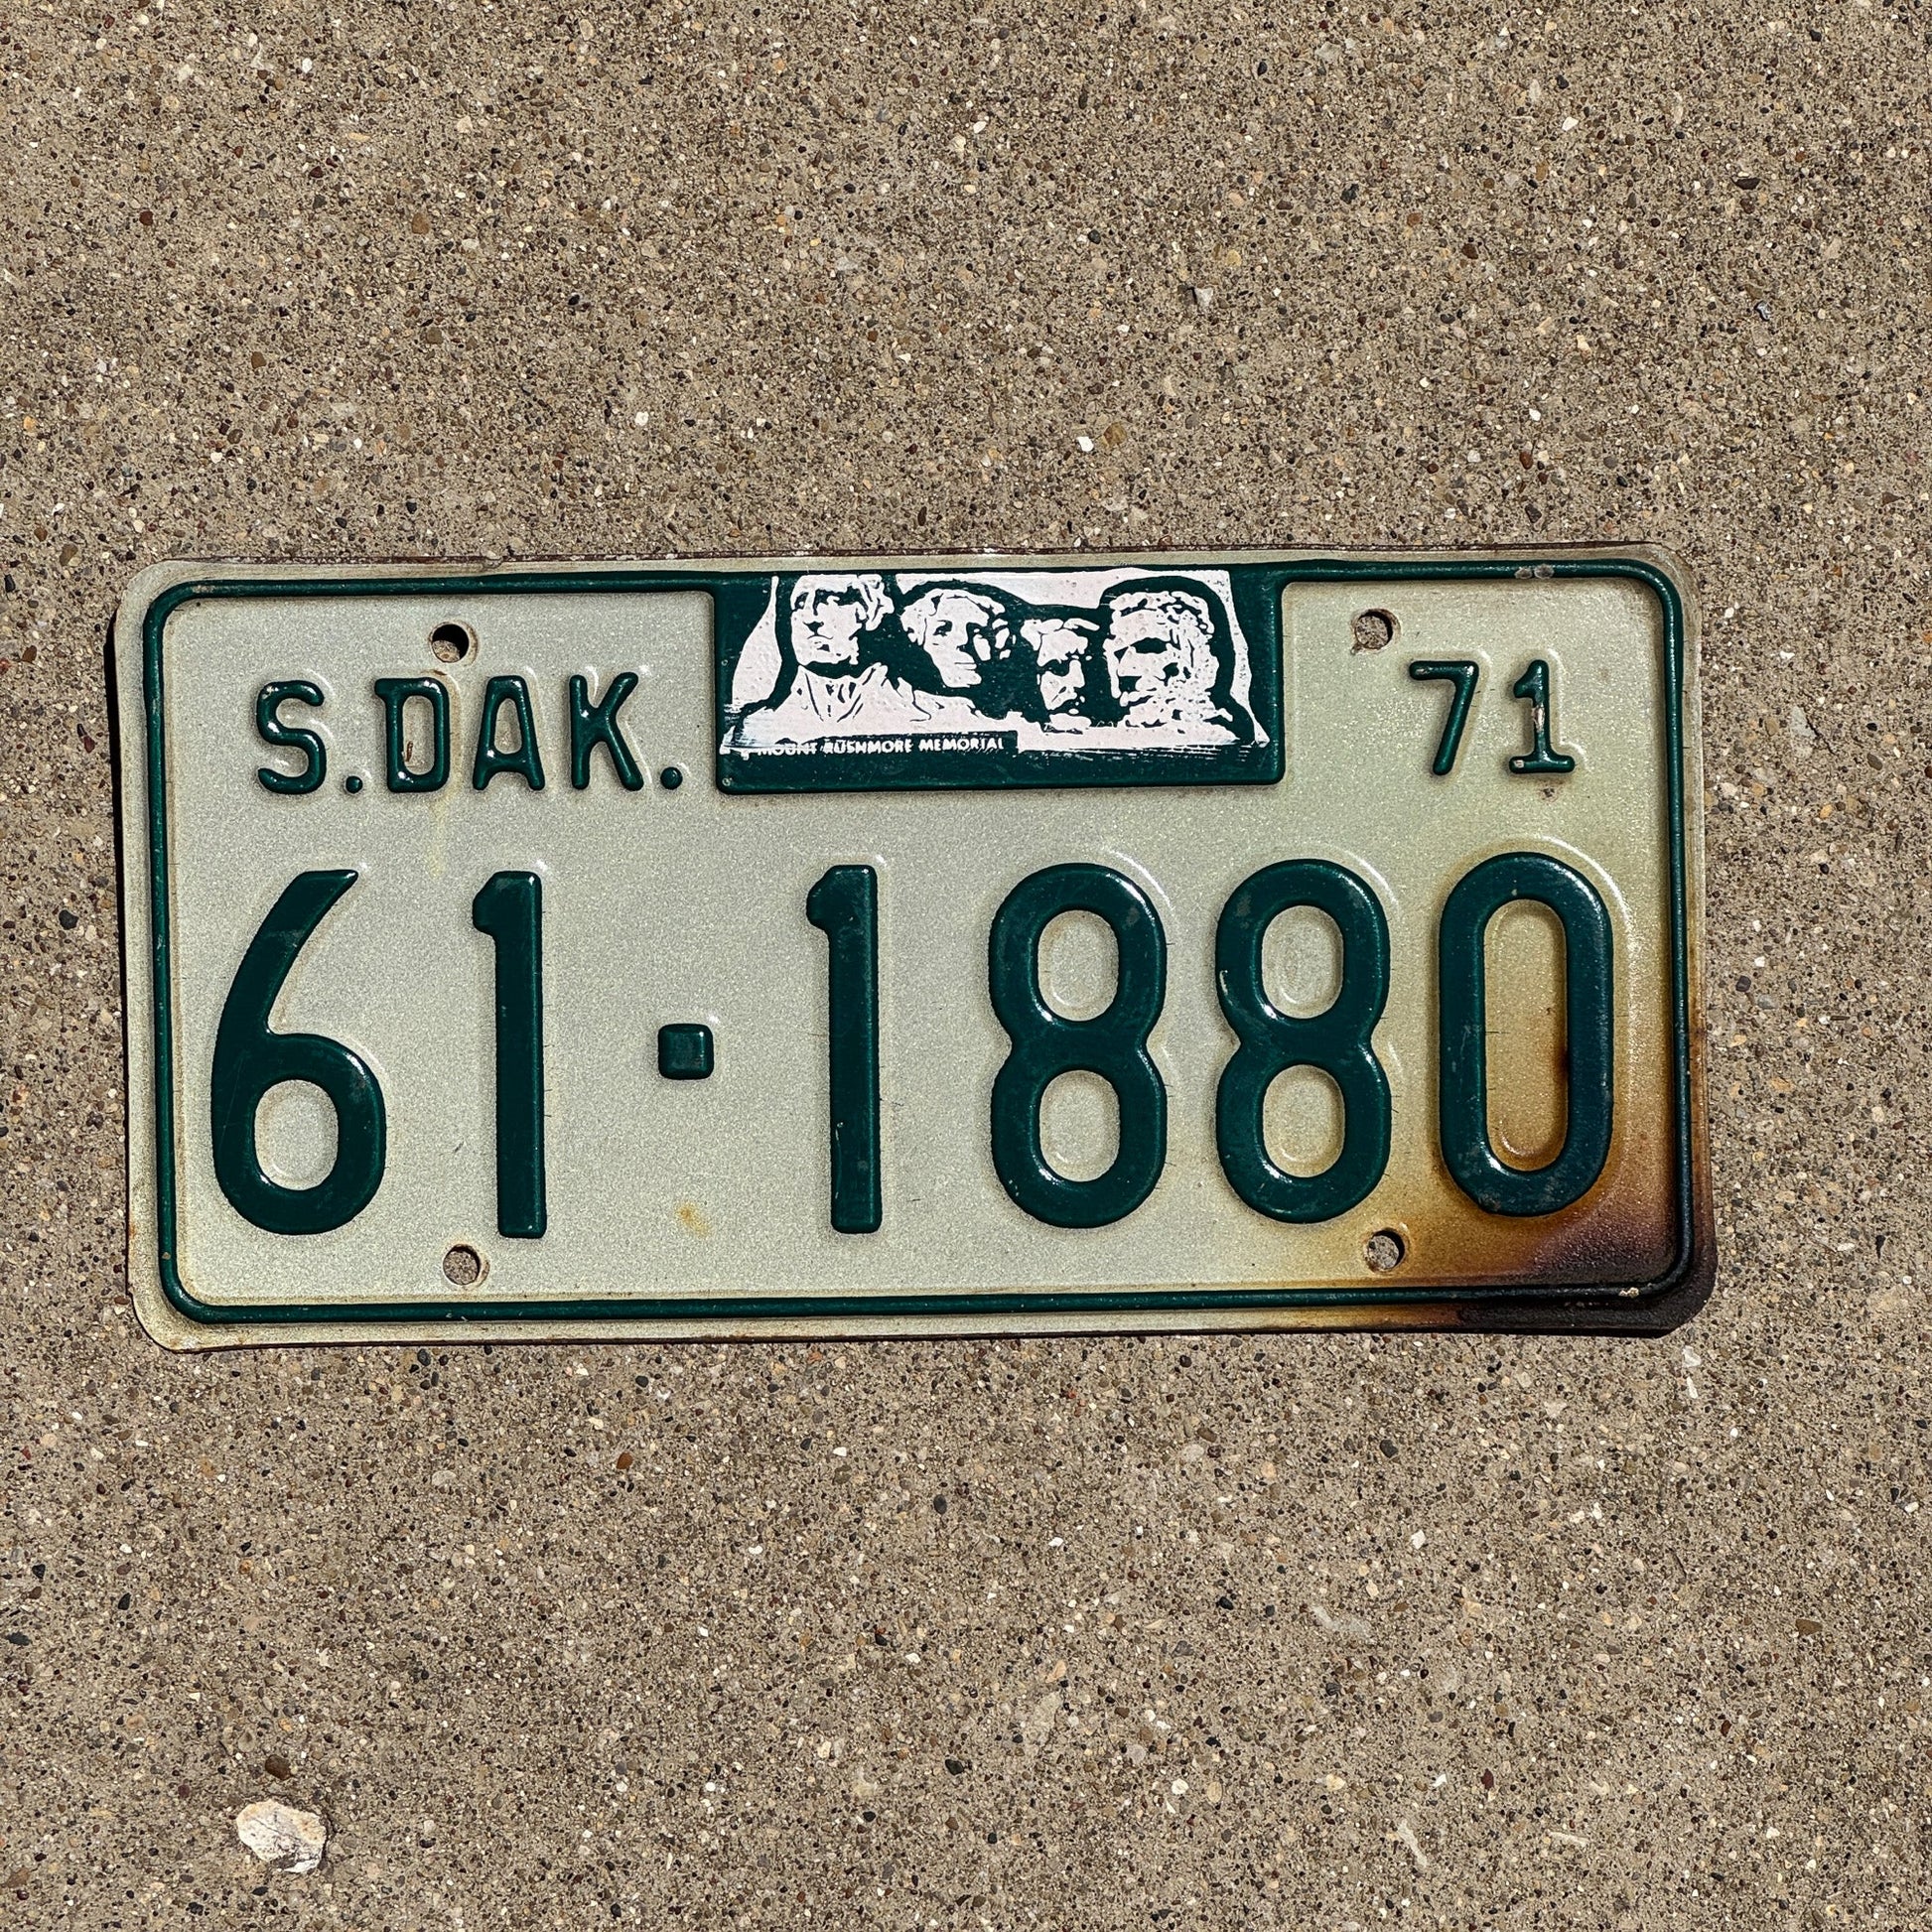 S.DAK.
MOUNT RUSHMORE MEMORIAL
71
61·1880